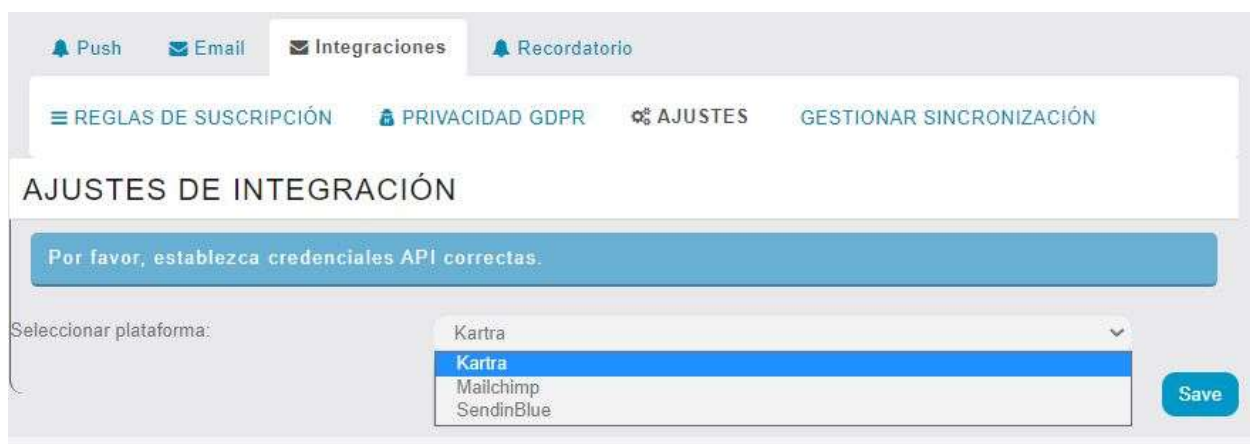 Push Email Integraciones Recordatorio
REGLAS DE SUSCRIPCIÓN PRIVACIDAD GDPR AJUSTES GESTIONAR SINCRONIZACIÓN
AJUSTES DE INTEGRACIÓN
Por favor, establezca credenciales API correctas.
Seleccionar plataforma: Kartra
Kartra
Mailchimp
SendinBlue
Save